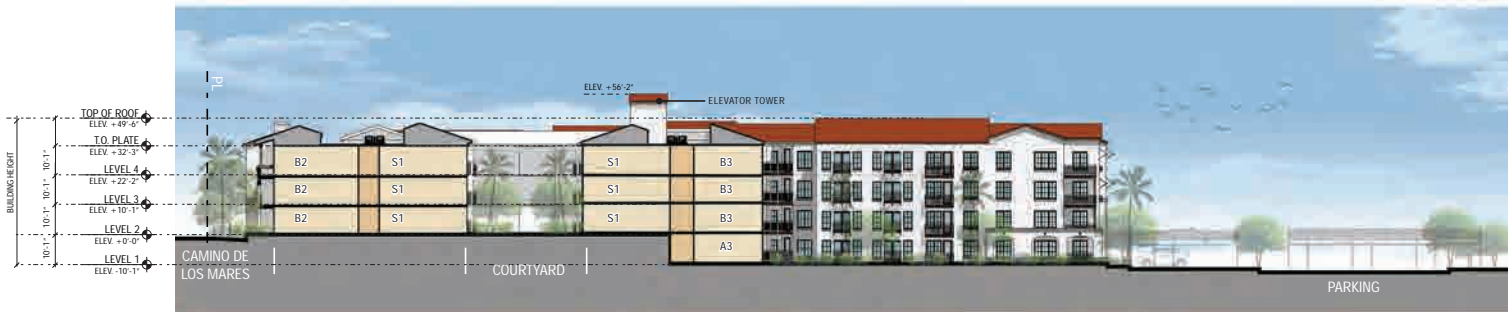 PL
ELEV. +56'-2"
ELEVATOR TOWER
TOP OF ROOF
ELEV. +49'-6"
T.O. PLATE
ELEV. +32'-3"
LEVEL 4
ELEV. +22'-2"
LEVEL 3
ELEV. +10'-1"
LEVEL 2
ELEV. +0'-0"
LEVEL 1
ELEV. -10'-1"
BUILDING HEIGHT
10'-1"
10'-1"
10'-1"
10'-1"
B2 S1 S1 B3
B2 S1 S1 B3
B2 S1 S1 B3
A3
CAMINO DE
LOS MARES
COURTYARD
PARKING